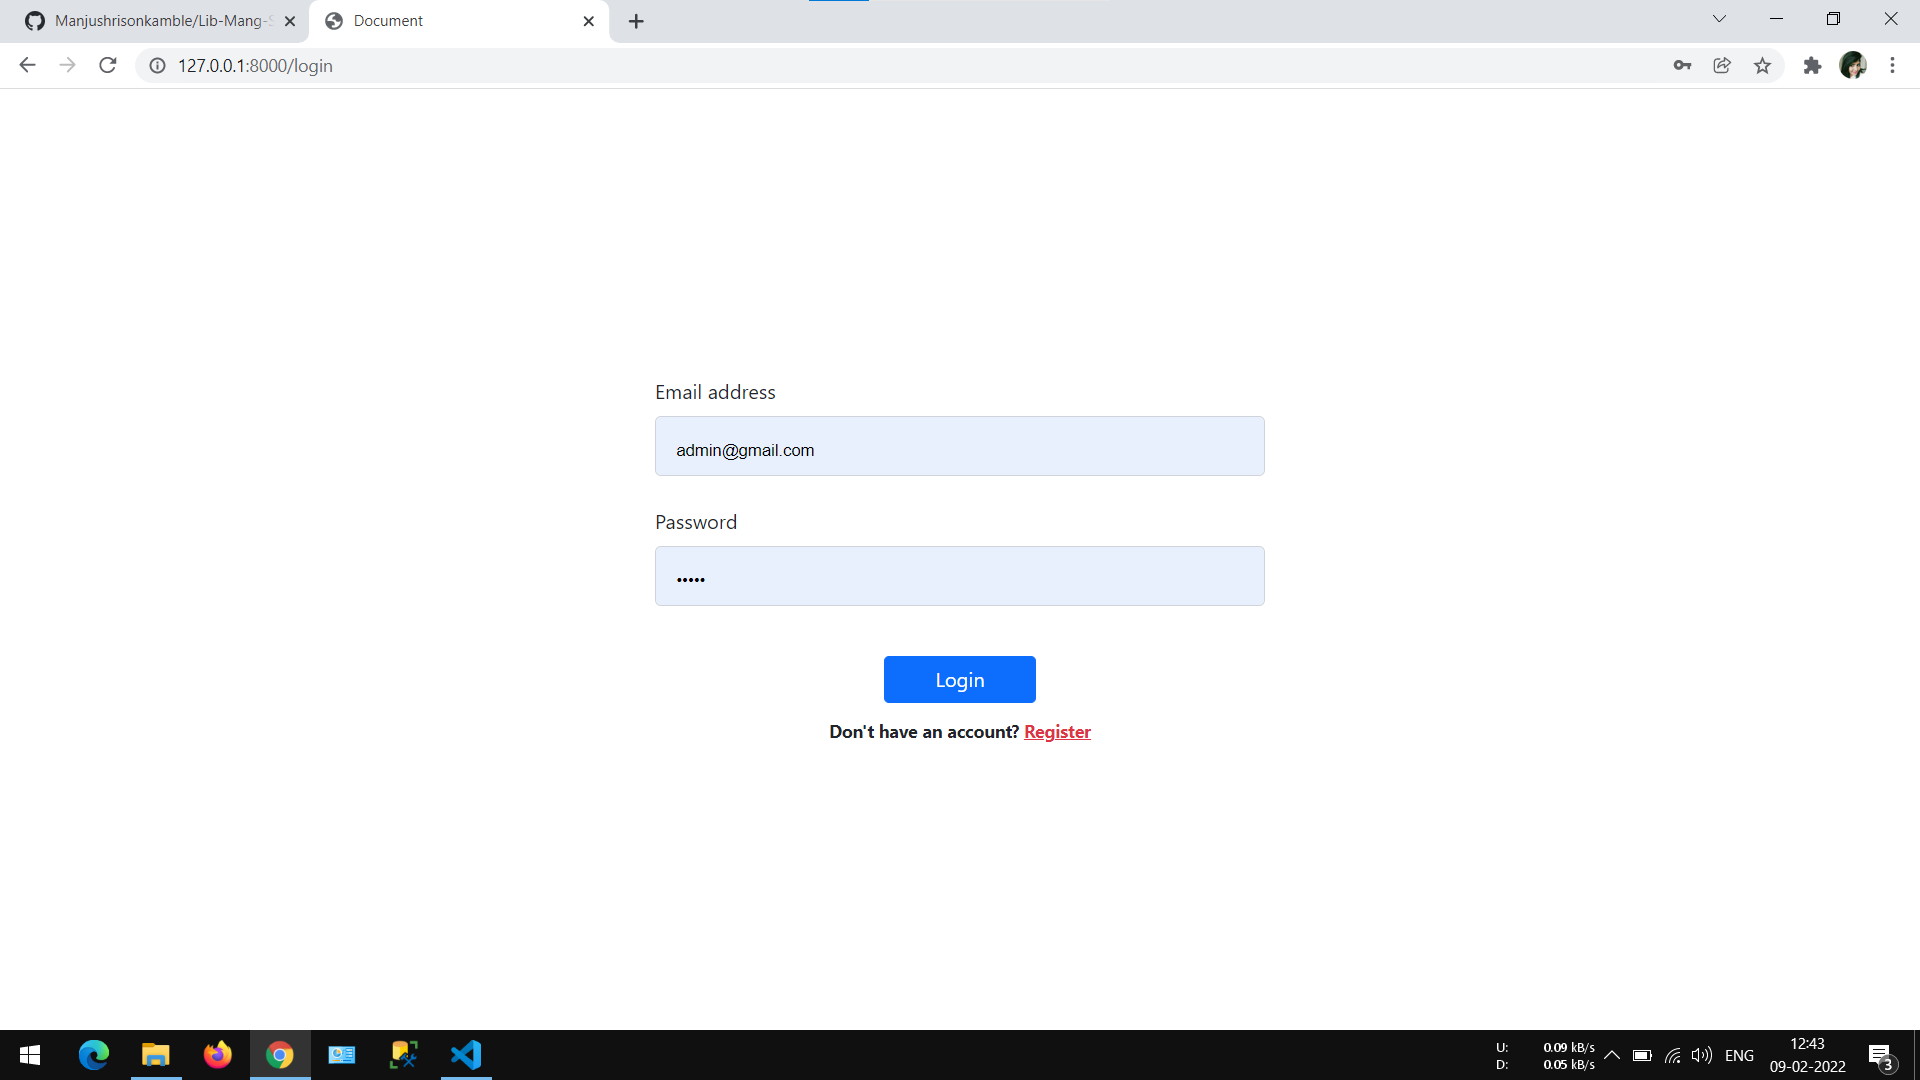 Manjushrisonkamble/Lib-Mang-S
Document
127.0.0.1:8000/login
Email address
admin@gmail.com
Password
•••••
Login
Don't have an account? Register
U: 0.09 kB/s
D: 0.05 kB/s
ENG
12:43
09-02-2022
3